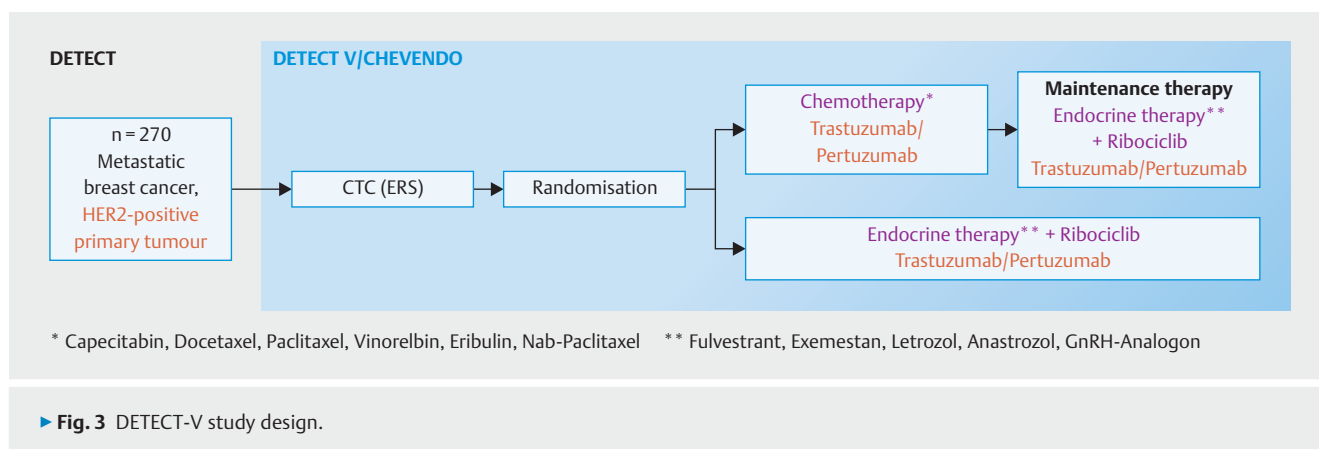 DETECT
DETECT V/CHEVENDO
n = 270
Metastatic
breast cancer,
HER2-positive
primary tumour
CTC (ERS)
Randomisation
Chemotherapy*
Trastuzumab/
Pertuzumab
Maintenance therapy
Endocrine therapy**
+ Ribociclib
Trastuzumab/Pertuzumab
Endocrine therapy** + Ribociclib
Trastuzumab/Pertuzumab
* Capecitabin, Docetaxel, Paclitaxel, Vinorelbin, Eribulin, Nab-Paclitaxel ** Fulvestrant, Exemestan, Letrozol, Anastrozol, GnRH-Analogon
▶ Fig. 3 DETECT-V study design.